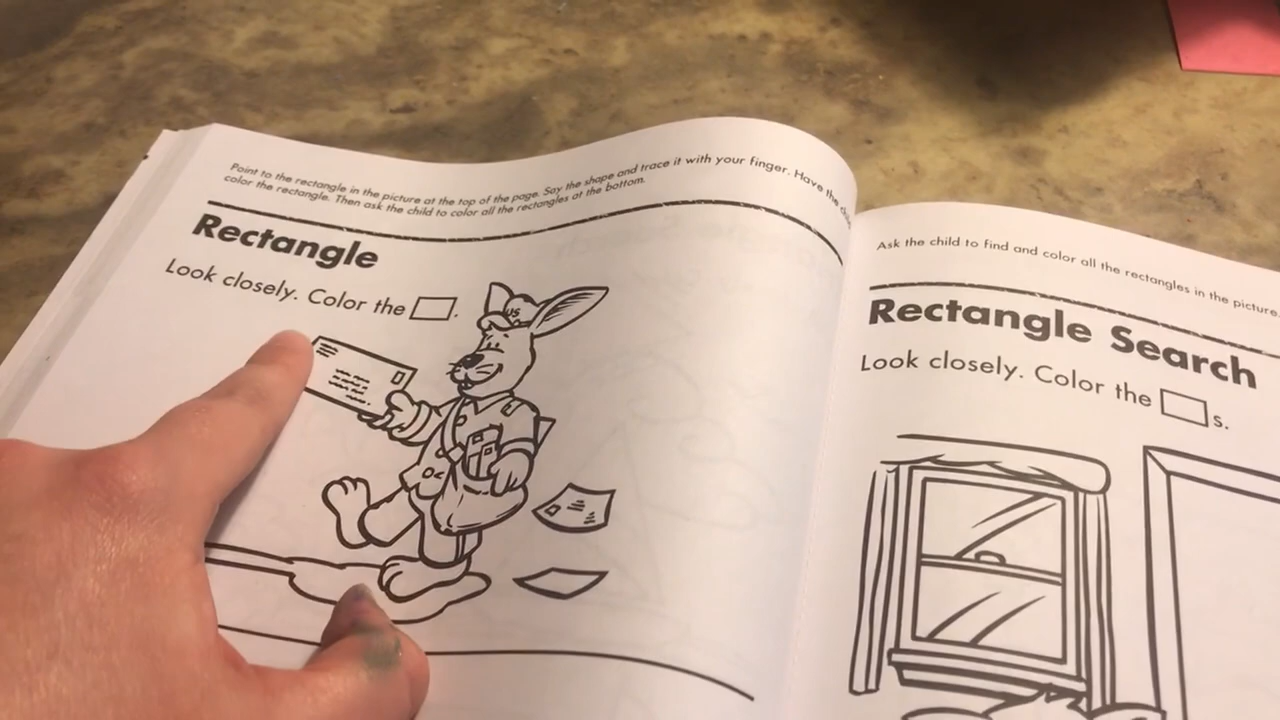 Point to the rectangle in the picture at the top of the page. Say the shape and trace it with your finger. Have the
color the rectangle. Then ask the child to color all the rectangles at the bottom.
Rectangle
Look closely. Color the .
US
Ask the child to find and color all the rectangles in the picture.
Rectangle Search
Look closely. Color the s.